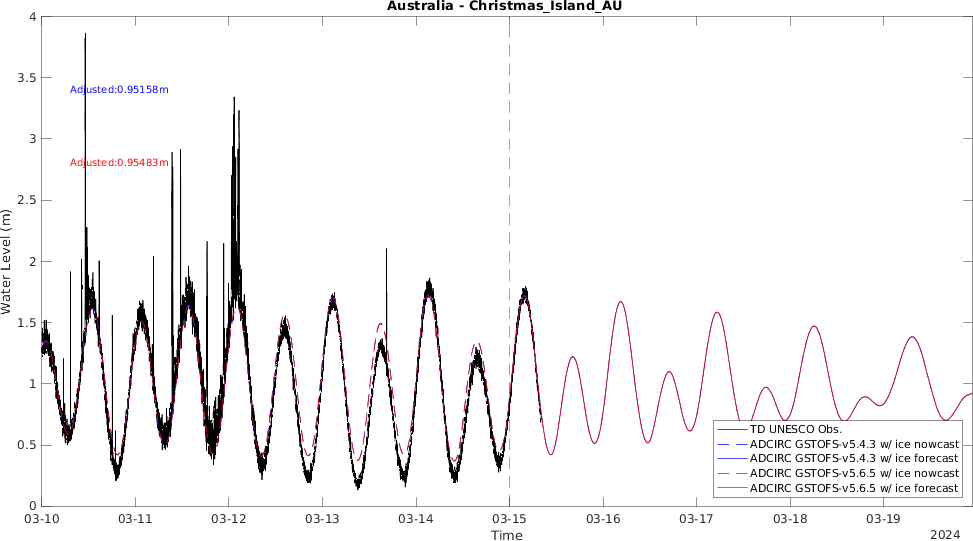 Australia - Christmas_Island_AU
4
3.5
3
2.5
2
1.5
1
0.5
0
Water Level (m)
Adjusted:0.95158m
Adjusted:0.95483m
TD UNESCO Obs.
ADCIRC GSTOFS-v5.4.3 w/ ice nowcast
ADCIRC GSTOFS-v5.4.3 w/ ice forecast
ADCIRC GSTOFS-v5.6.5 w/ ice nowcast
ADCIRC GSTOFS-v5.6.5 w/ ice forecast
03-10 03-11 03-12 03-13 03-14 03-15 03-16 03-17 03-18 03-19
Time
2024